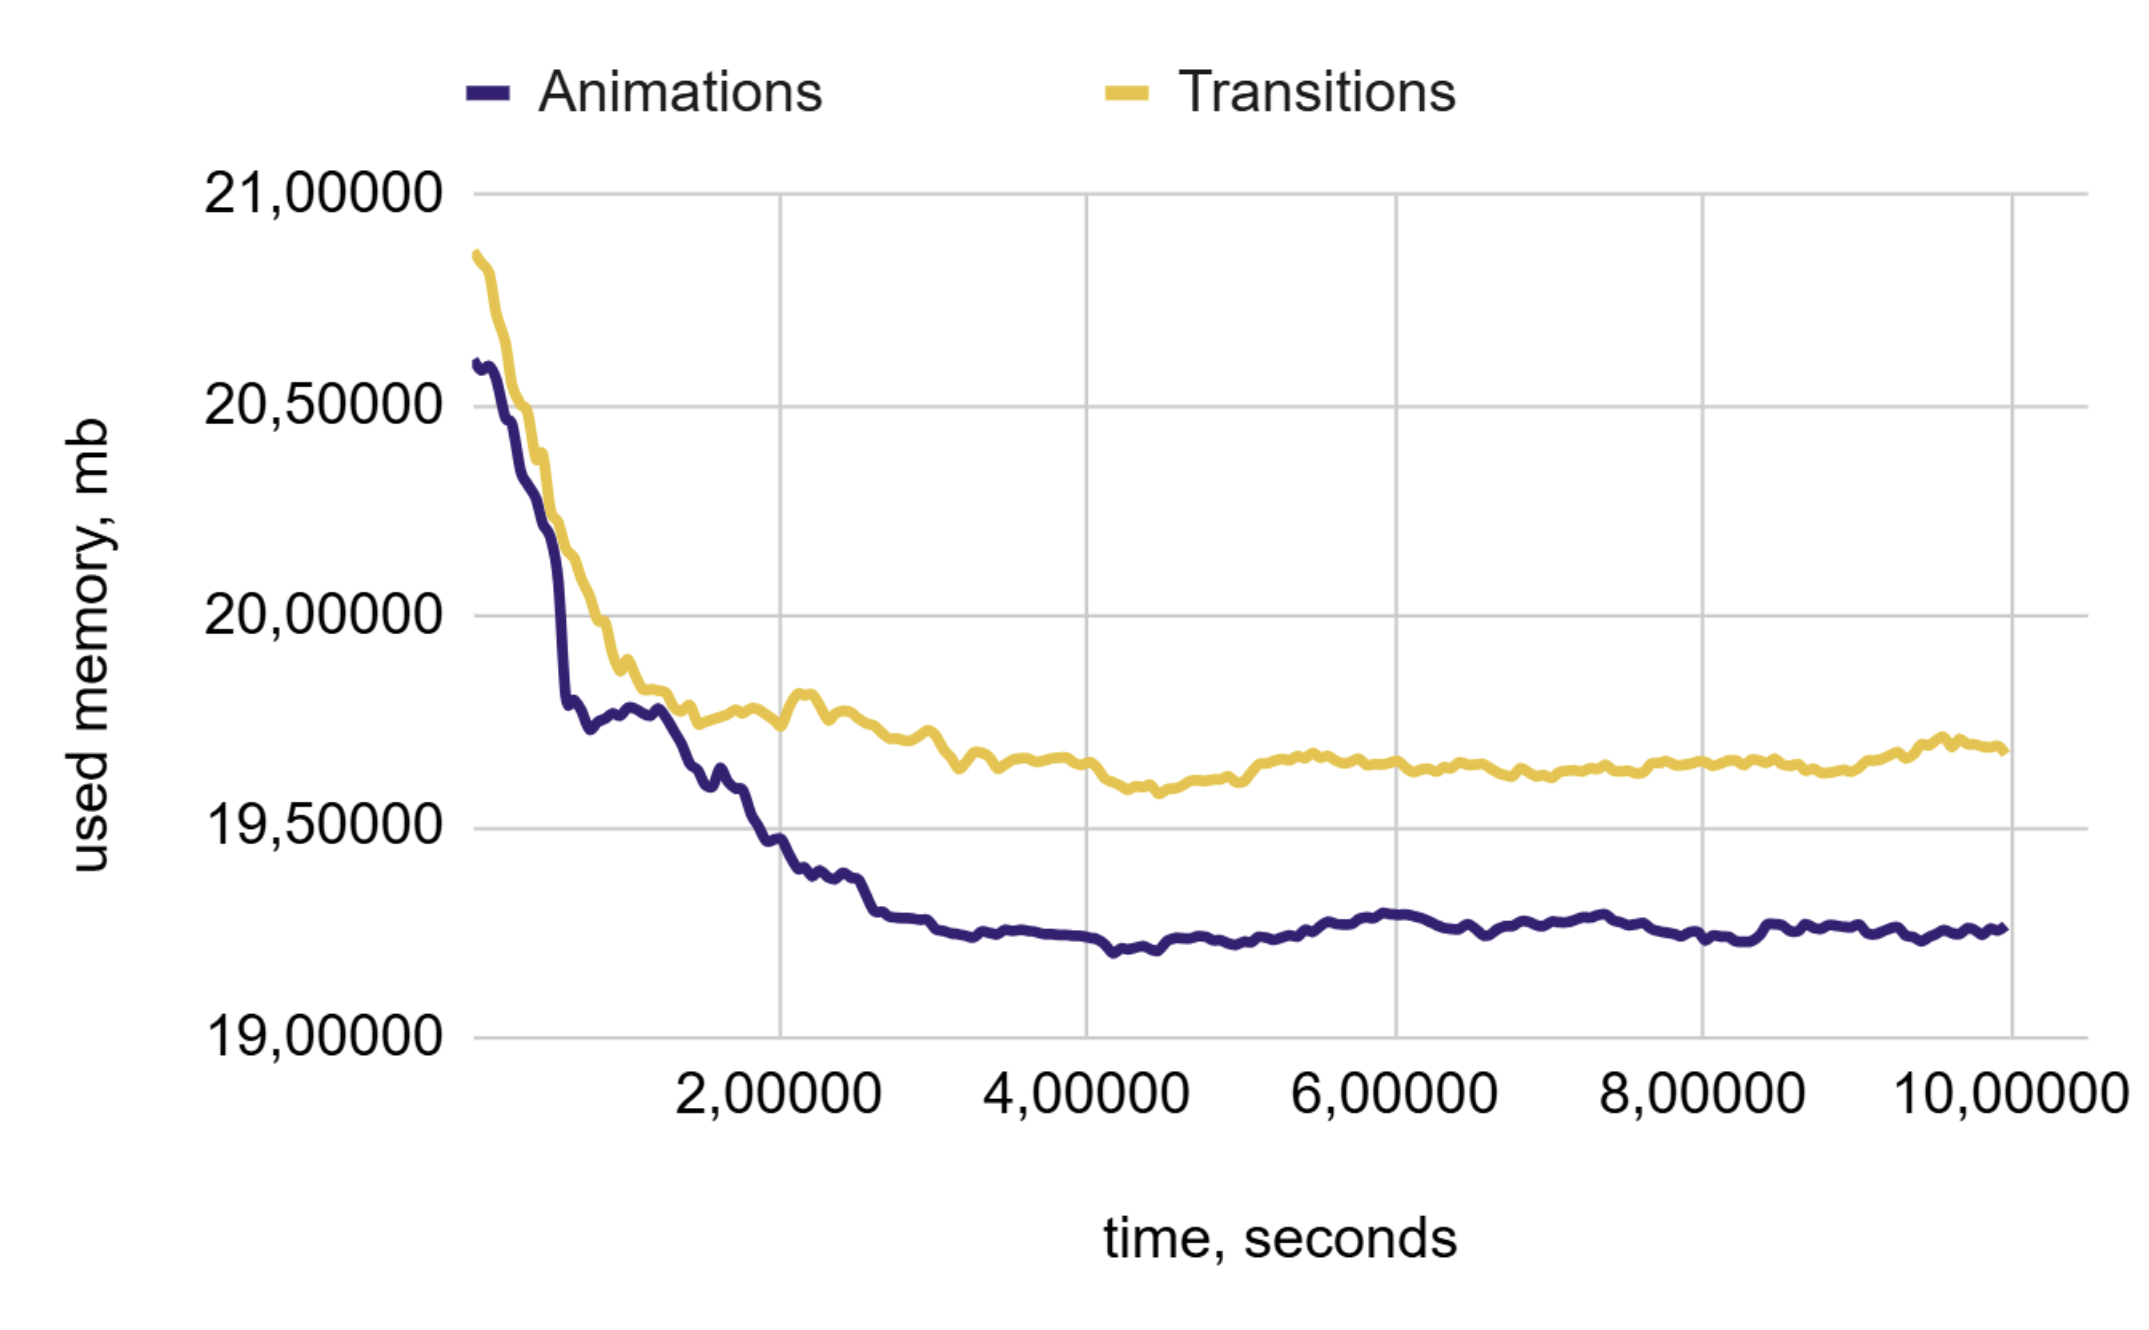 Animations Transitions
21,00000
20,50000
20,00000
19,50000
19,00000
used memory, mb
2,00000 4,00000 6,00000 8,00000 10,00000
time, seconds